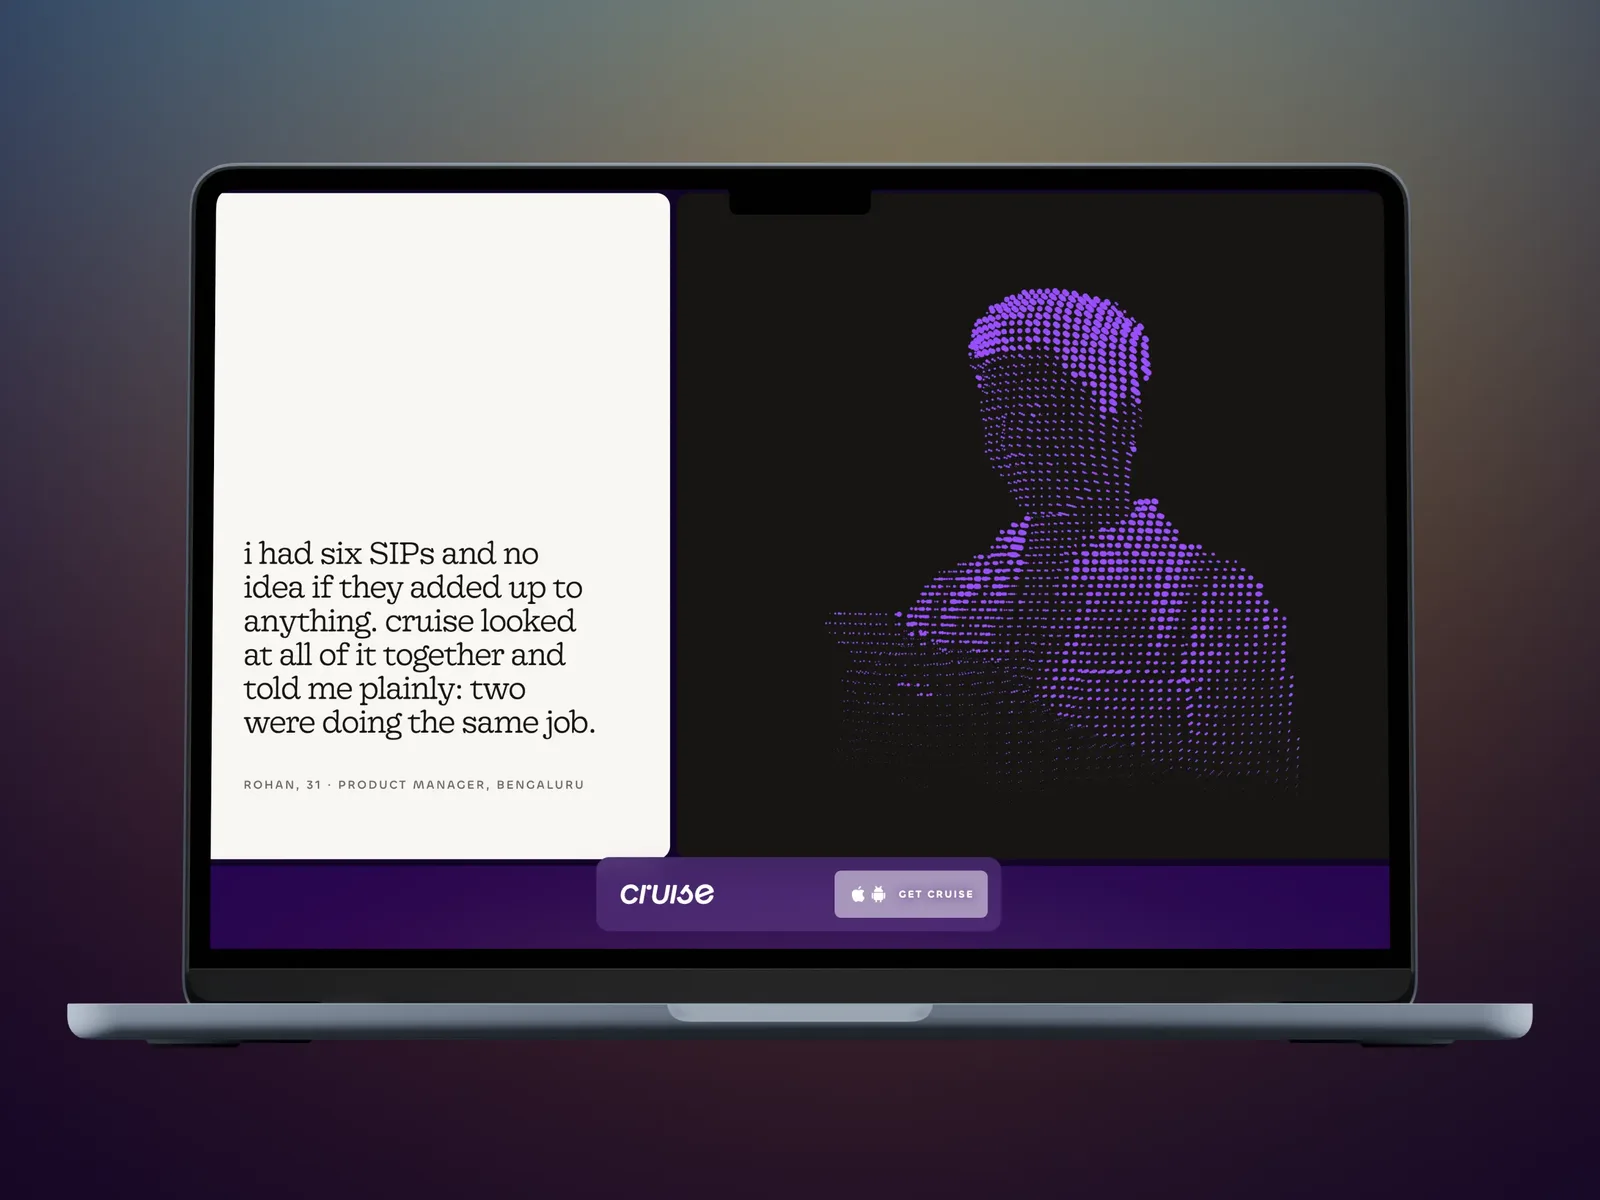 i had six SIPs and no
idea if they added up to
anything. cruise looked
at all of it together and
told me plainly: two
were doing the same job.
ROHAN, 31 · PRODUCT MANAGER, BENGALURU
cruise
GET CRUISE